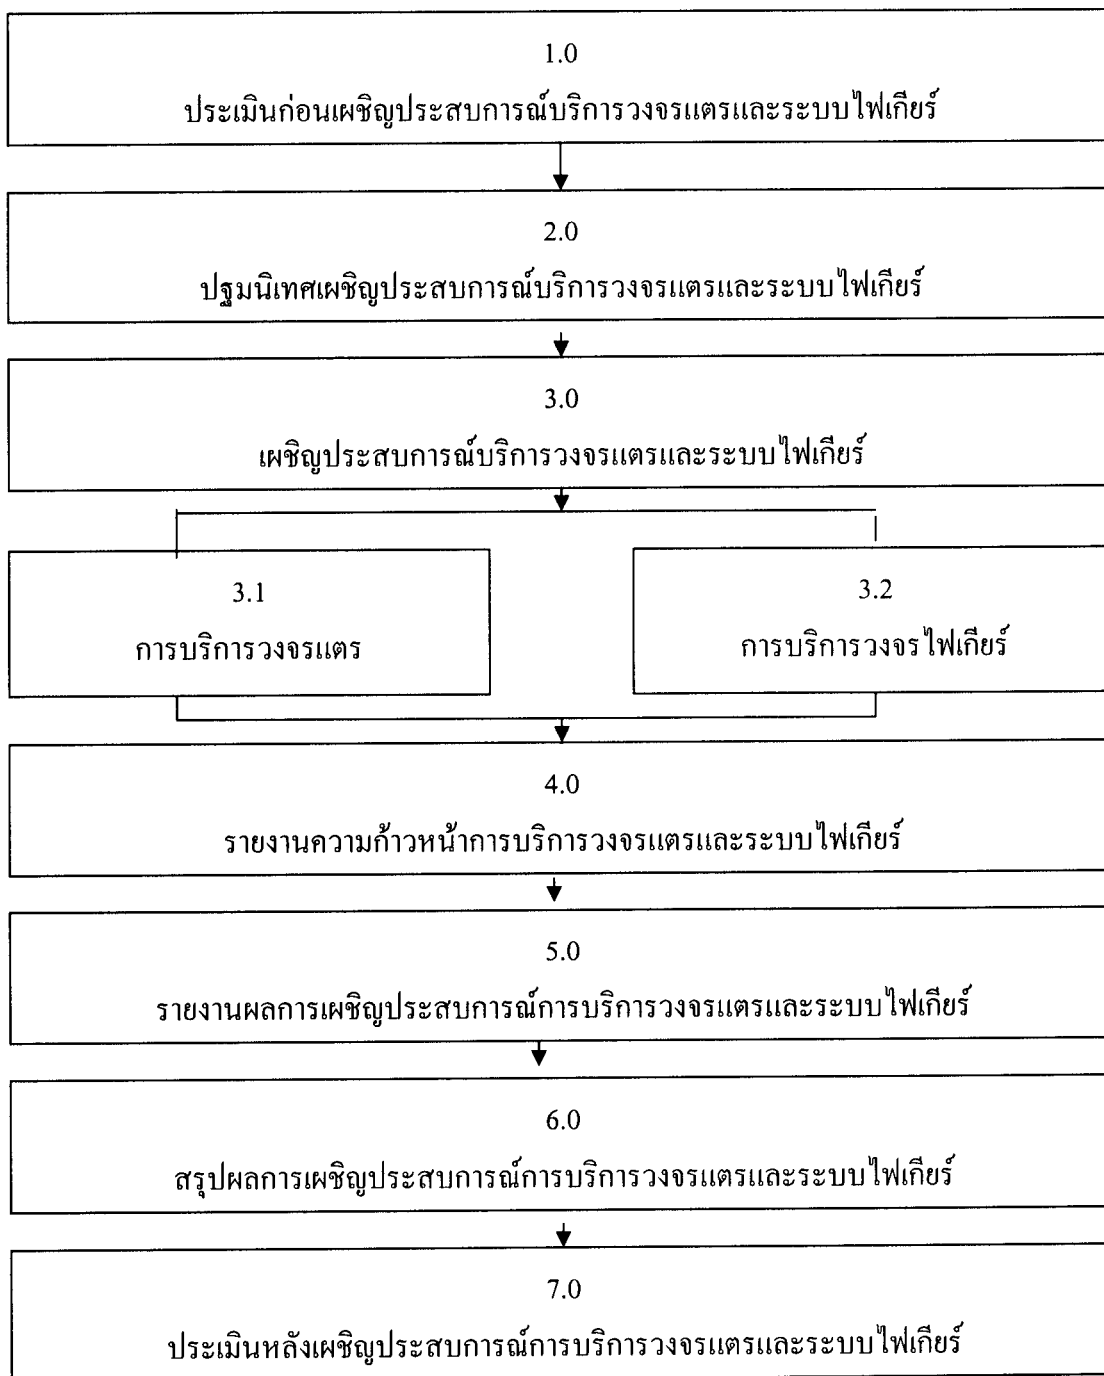 1.0
ประเมินก่อนเผชิญประสบการณ์บริการวงจรแตรและระบบไฟเกียร์
2.0
ปฐมนิเทศเผชิญประสบการณ์บริการวงจรแตรและระบบไฟเกียร์
3.0
เผชิญประสบการณ์บริการวงจรแตรและระบบไฟเกียร์
3.1
การบริการวงจรแตร
3.2
การบริการวงจรไฟเกียร์
4.0
รายงานความก้าวหน้าการบริการวงจรแตรและระบบไฟเกียร์
5.0
รายงานผลการเผชิญประสบการณ์การบริการวงจรแตรและระบบไฟเกียร์
6.0
สรุปผลการเผชิญประสบการณ์การบริการวงจรแตรและระบบไฟเกียร์
7.0
ประเมินหลังเผชิญประสบการณ์การบริการวงจรแตรและระบบไฟเกียร์